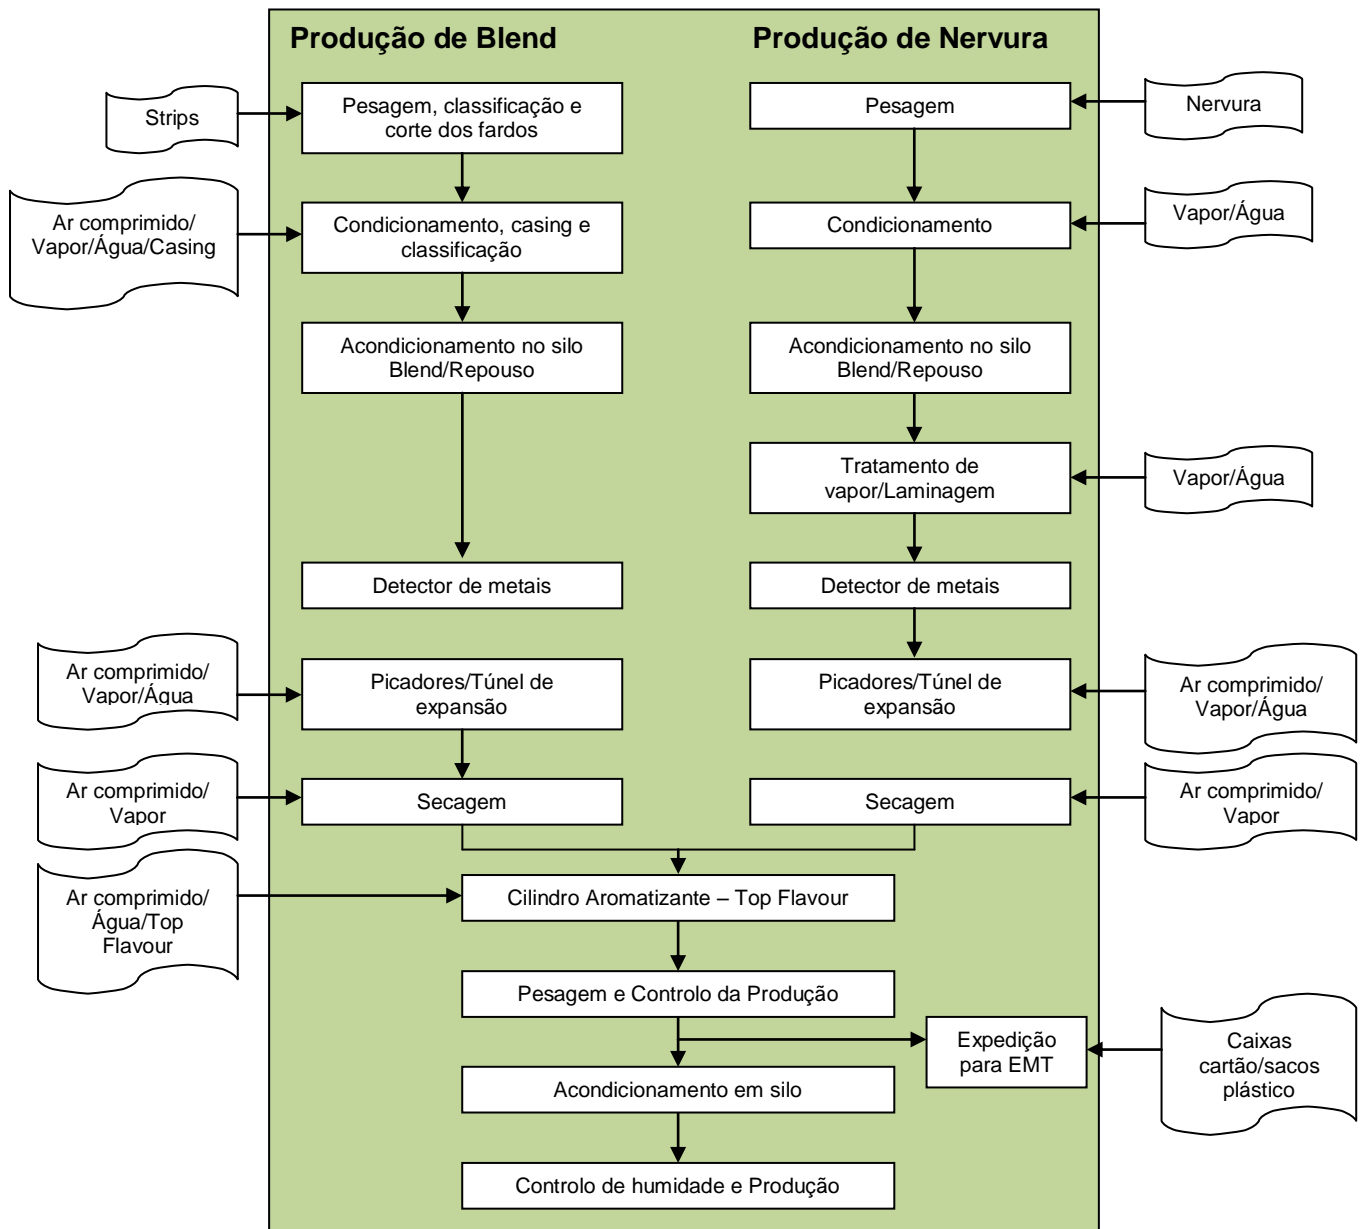 Produção de Blend
Produção de Nervura
Strips
Pesagem, classificação e
corte dos fardos
Pesagem
Nervura
Ar comprimido/
Vapor/Água/Casing
Condicionamento, casing e
classificação
Condicionamento
Vapor/Água
Acondicionamento no silo
Blend/Repouso
Acondicionamento no silo
Blend/Repouso
Tratamento de
vapor/Laminagem
Vapor/Água
Detector de metais
Detector de metais
Ar comprimido/
Vapor/Água
Picadores/Túnel de
expansão
Picadores/Túnel de
expansão
Ar comprimido/
Vapor/Água
Ar comprimido/
Vapor
Secagem
Secagem
Ar comprimido/
Vapor
Ar comprimido/
Água/Top
Flavour
Cilindro Aromatizante – Top Flavour
Pesagem e Controlo da Produção
Expedição
para EMT
Caixas
cartão/sacos
plástico
Acondicionamento em silo
Controlo de humidade e Produção